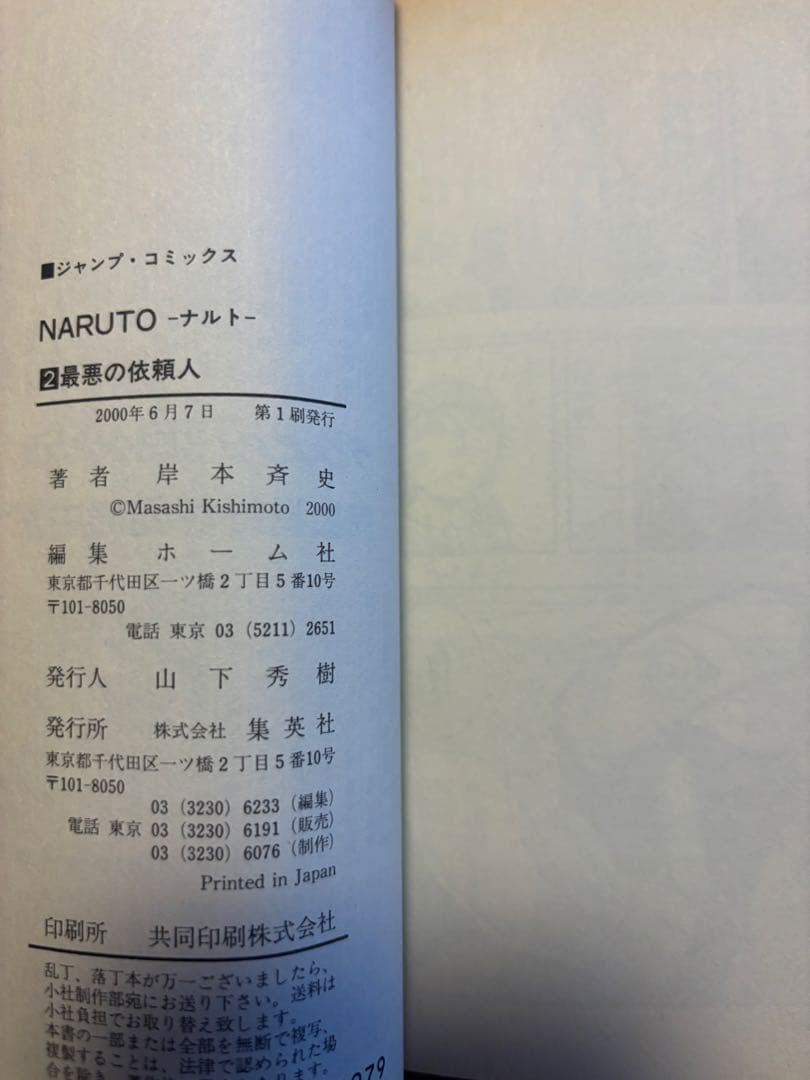 ■ジャンプ・コミックス
NARUTO -ナルト-
2最悪の依頼人
2000年6月7日 第1刷発行
著者 岸本斉史
©Masashi Kishimoto 2000
編集 ホーム社
東京都千代田区一ツ橋2丁目5番10号
〒101-8050
電話 東京 03 (5211) 2651
発行人 山下秀樹
発行所 株式会社 集英社
東京都千代田区一ツ橋2丁目5番10号
〒101-8050
03 (3230) 6233 (編集)
電話 東京 03 (3230) 6191 (販売)
03 (3230) 6076 (制作)
Printed in Japan
印刷所 共同印刷株式会社
乱丁、落丁本が万一ございましたら、
小社制作部宛にお送り下さい。送料は
小社負担でお取り替え致します。
本書の一部または全部を無断で複写、
複製することは、法律で認められた場
合を除き、
ます。